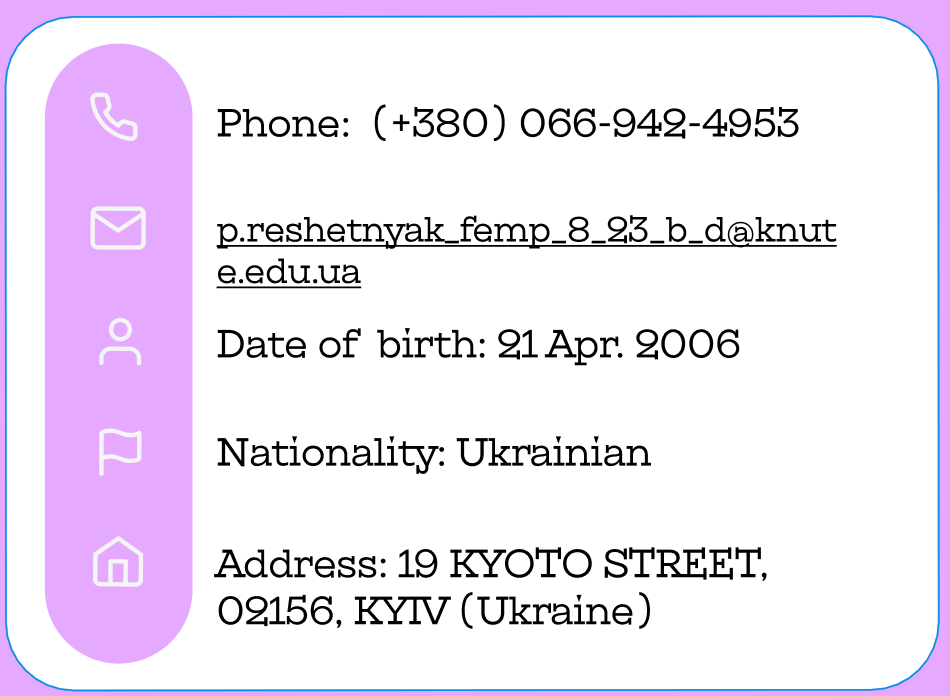 Phone: (+380) 066-942-4953
p.reshetnyak_femp_8_23_b_d@knut
e.edu.ua
Date of birth: 21 Apr. 2006
Nationality: Ukrainian
Address: 19 KYOTO STREET,
02156, KYIV (Ukraine)